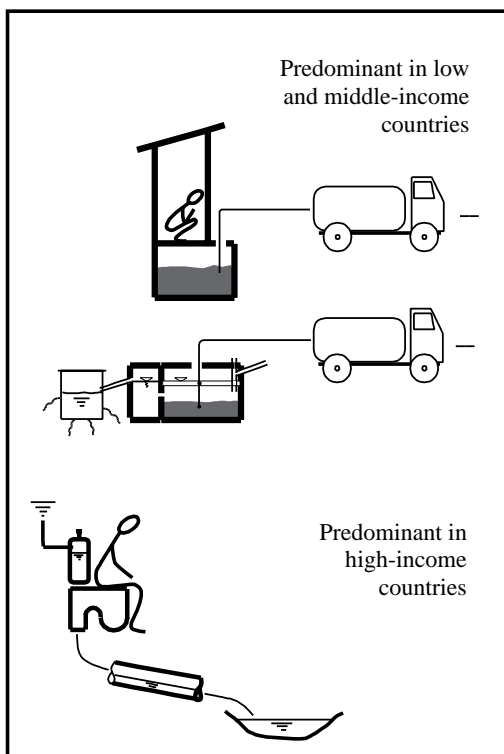 Predominant in low
and middle-income
countries
Predominant in
high-income
countries